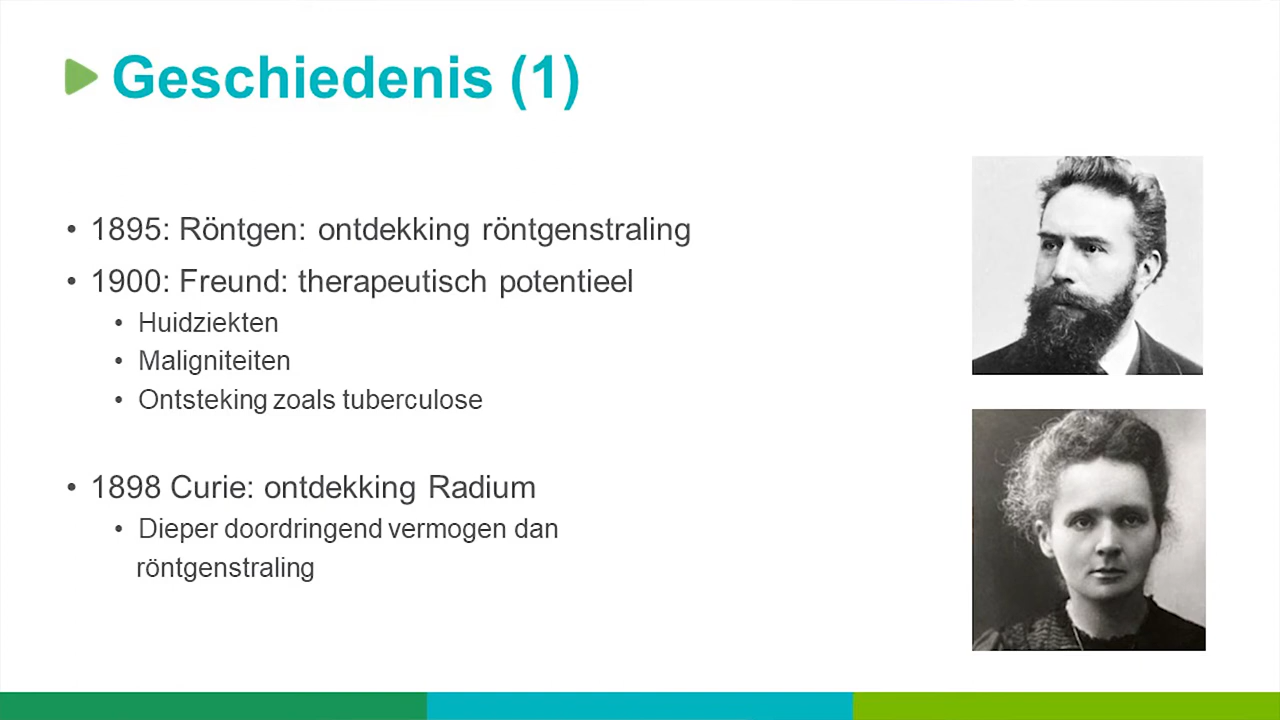 Geschiedenis (1)
• 1895: Röntgen: ontdekking röntgenstraling
• 1900: Freund: therapeutisch potentieel
• Huidziekten
• Maligniteiten
• Ontsteking zoals tuberculose
• 1898 Curie: ontdekking Radium
• Dieper doordringend vermogen dan
röntgenstraling